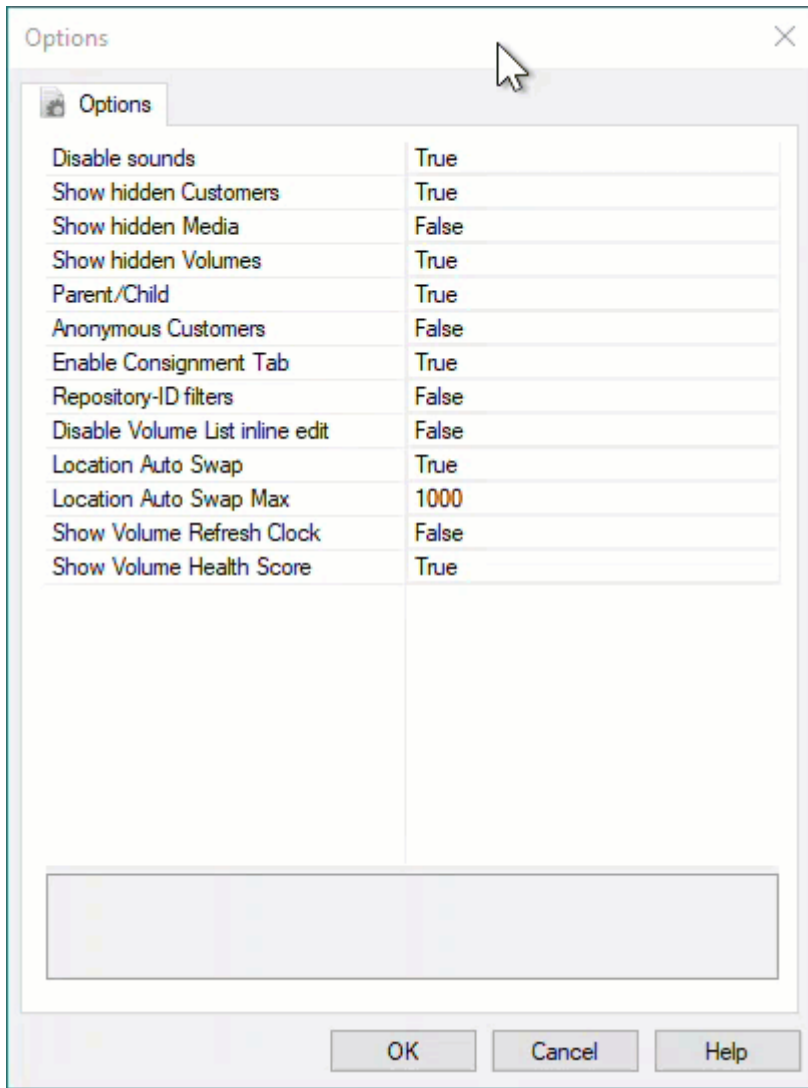 Options
Options
Disable sounds True
Show hidden Customers True
Show hidden Media False
Show hidden Volumes True
Parent/Child True
Anonymous Customers False
Enable Consignment Tab True
Repository-ID filters False
Disable Volume List inline edit False
Location Auto Swap True
Location Auto Swap Max 1000
Show Volume Refresh Clock False
Show Volume Health Score True
OK Cancel Help